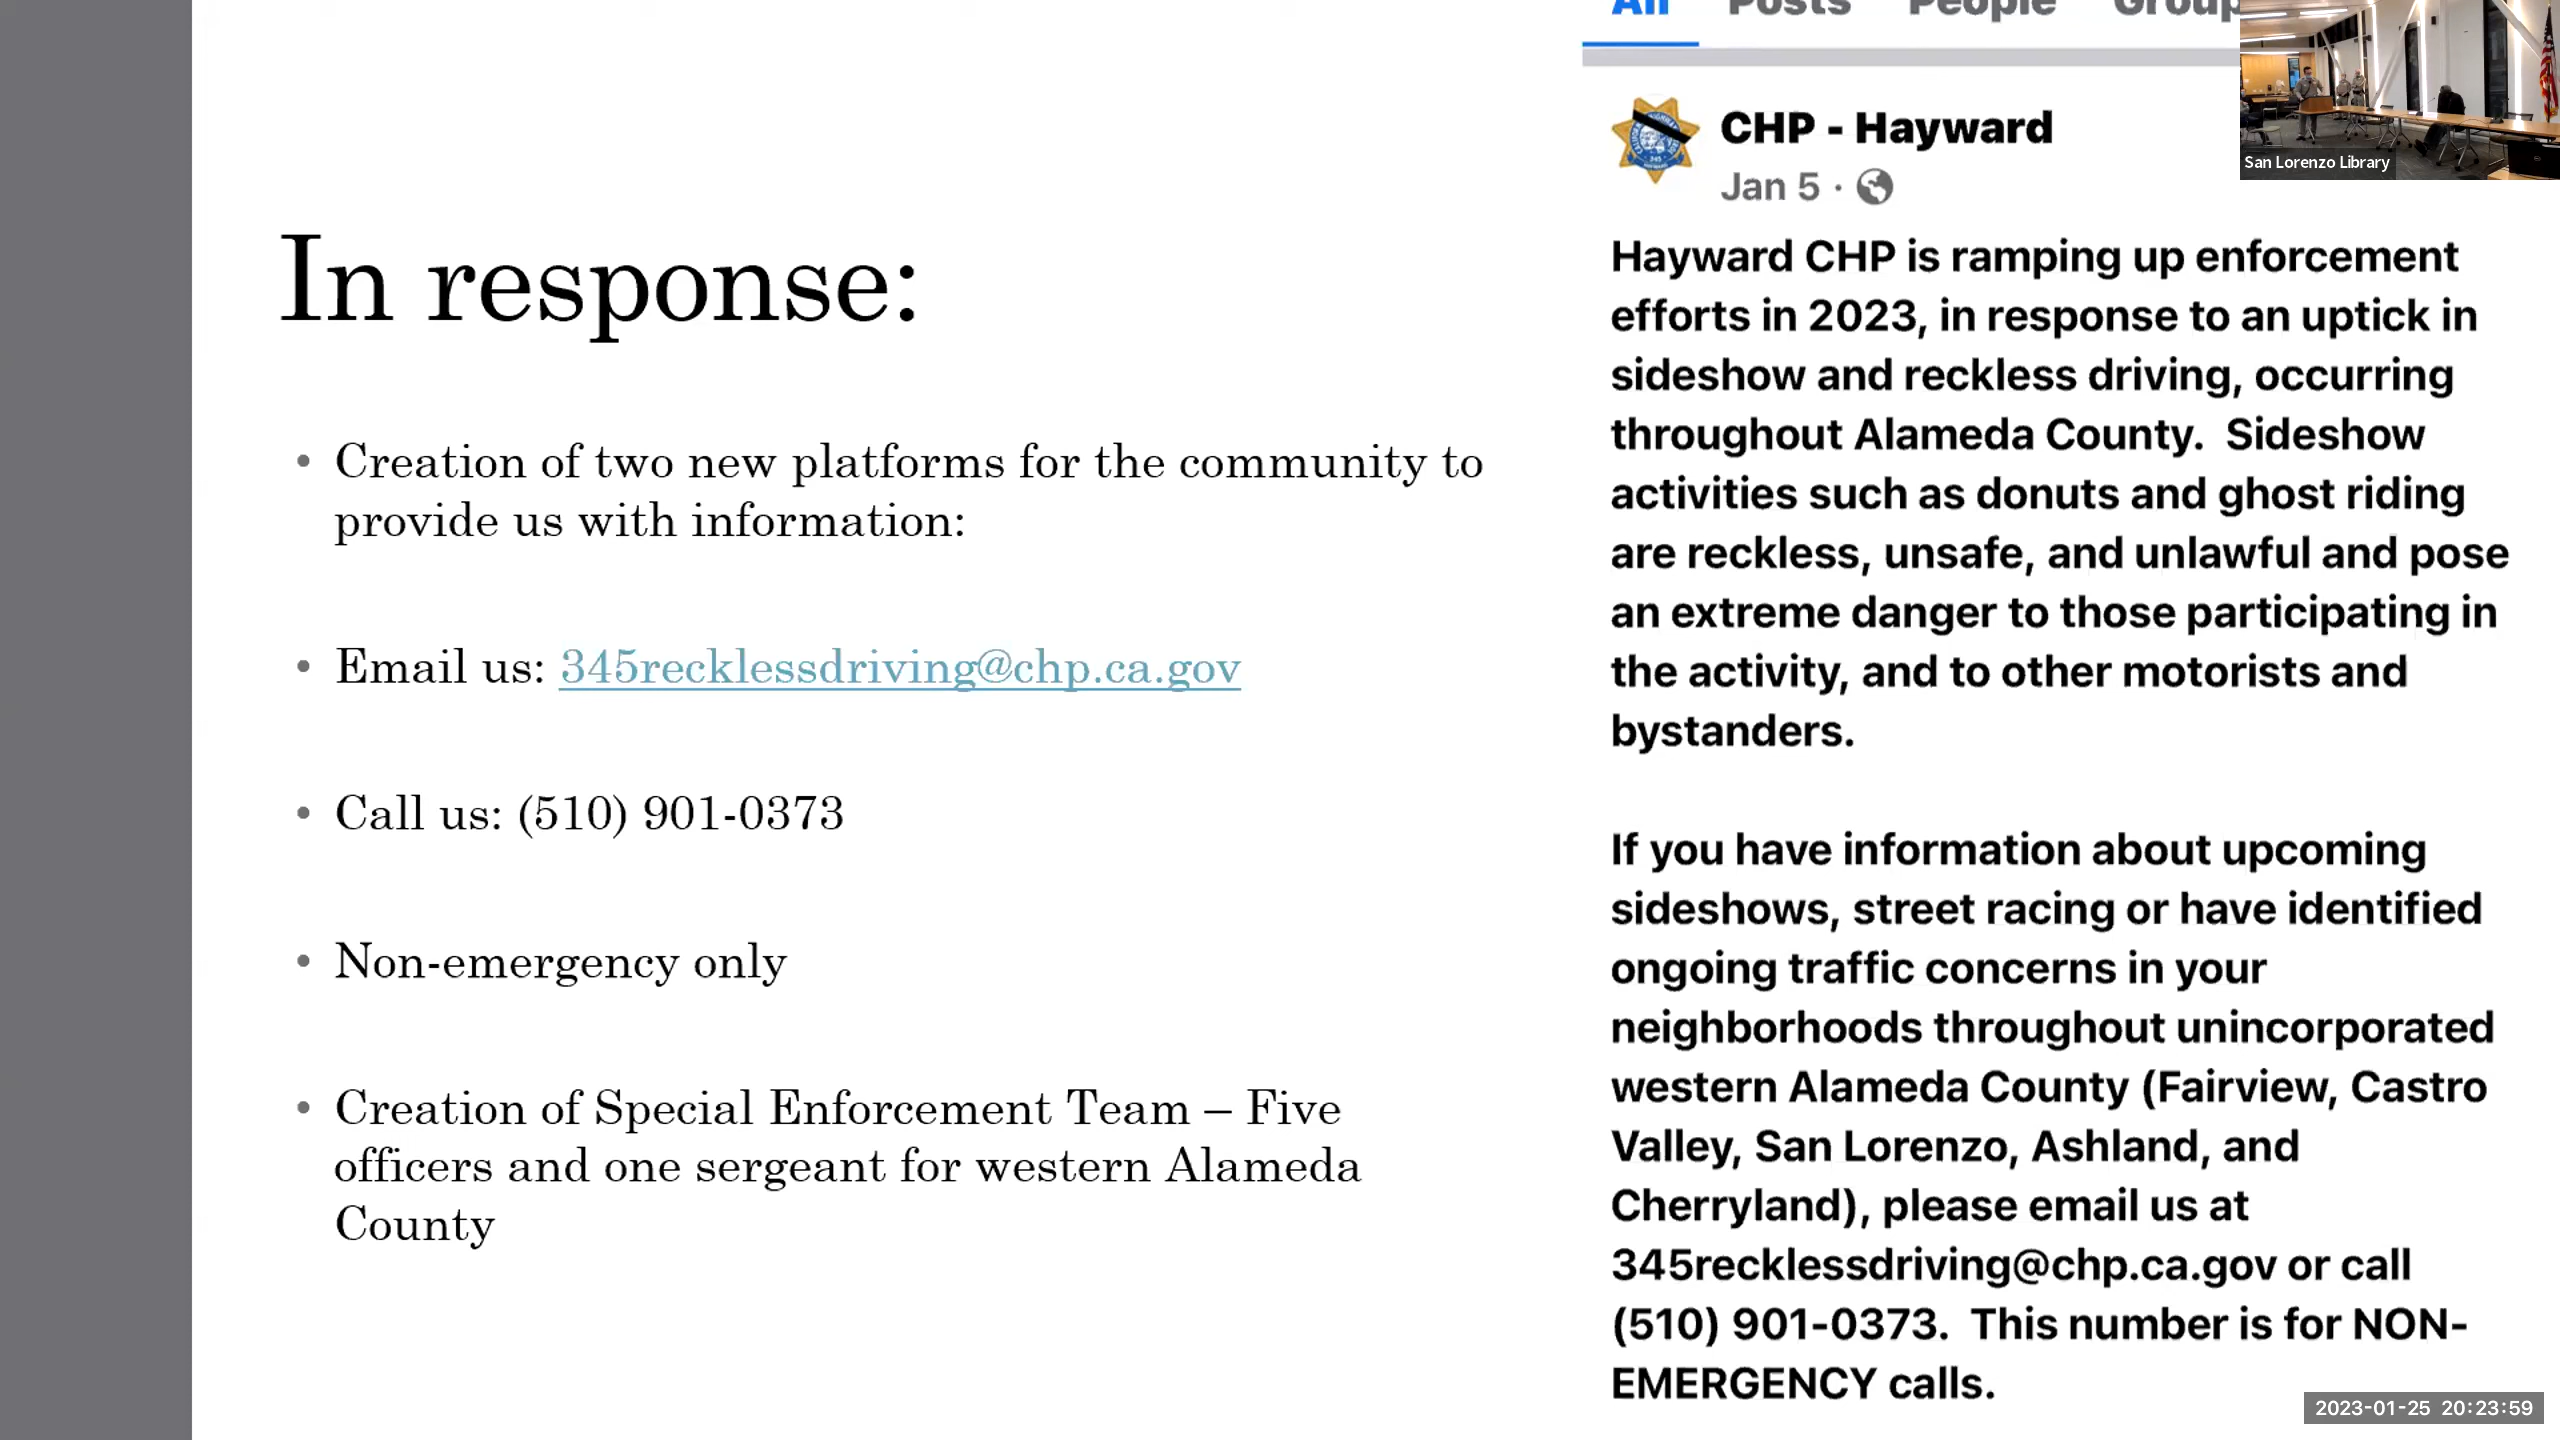 In response:
• Creation of two new platforms for the community to
provide us with information:
• Email us: 345recklessdriving@chp.ca.gov
• Call us: (510) 901-0373
• Non-emergency only
• Creation of Special Enforcement Team – Five
officers and one sergeant for western Alameda
County
All Posts People Group
CHP - Hayward
Jan 5 ·
Hayward CHP is ramping up enforcement
efforts in 2023, in response to an uptick in
sideshow and reckless driving, occurring
throughout Alameda County.  Sideshow
activities such as donuts and ghost riding
are reckless, unsafe, and unlawful and pose
an extreme danger to those participating in
the activity, and to other motorists and
bystanders.
If you have information about upcoming
sideshows, street racing or have identified
ongoing traffic concerns in your
neighborhoods throughout unincorporated
western Alameda County (Fairview, Castro
Valley, San Lorenzo, Ashland, and
Cherryland), please email us at
345recklessdriving@chp.ca.gov or call
(510) 901-0373.  This number is for NON-
EMERGENCY calls.
San Lorenzo Library
2023-01-25 20:23:59